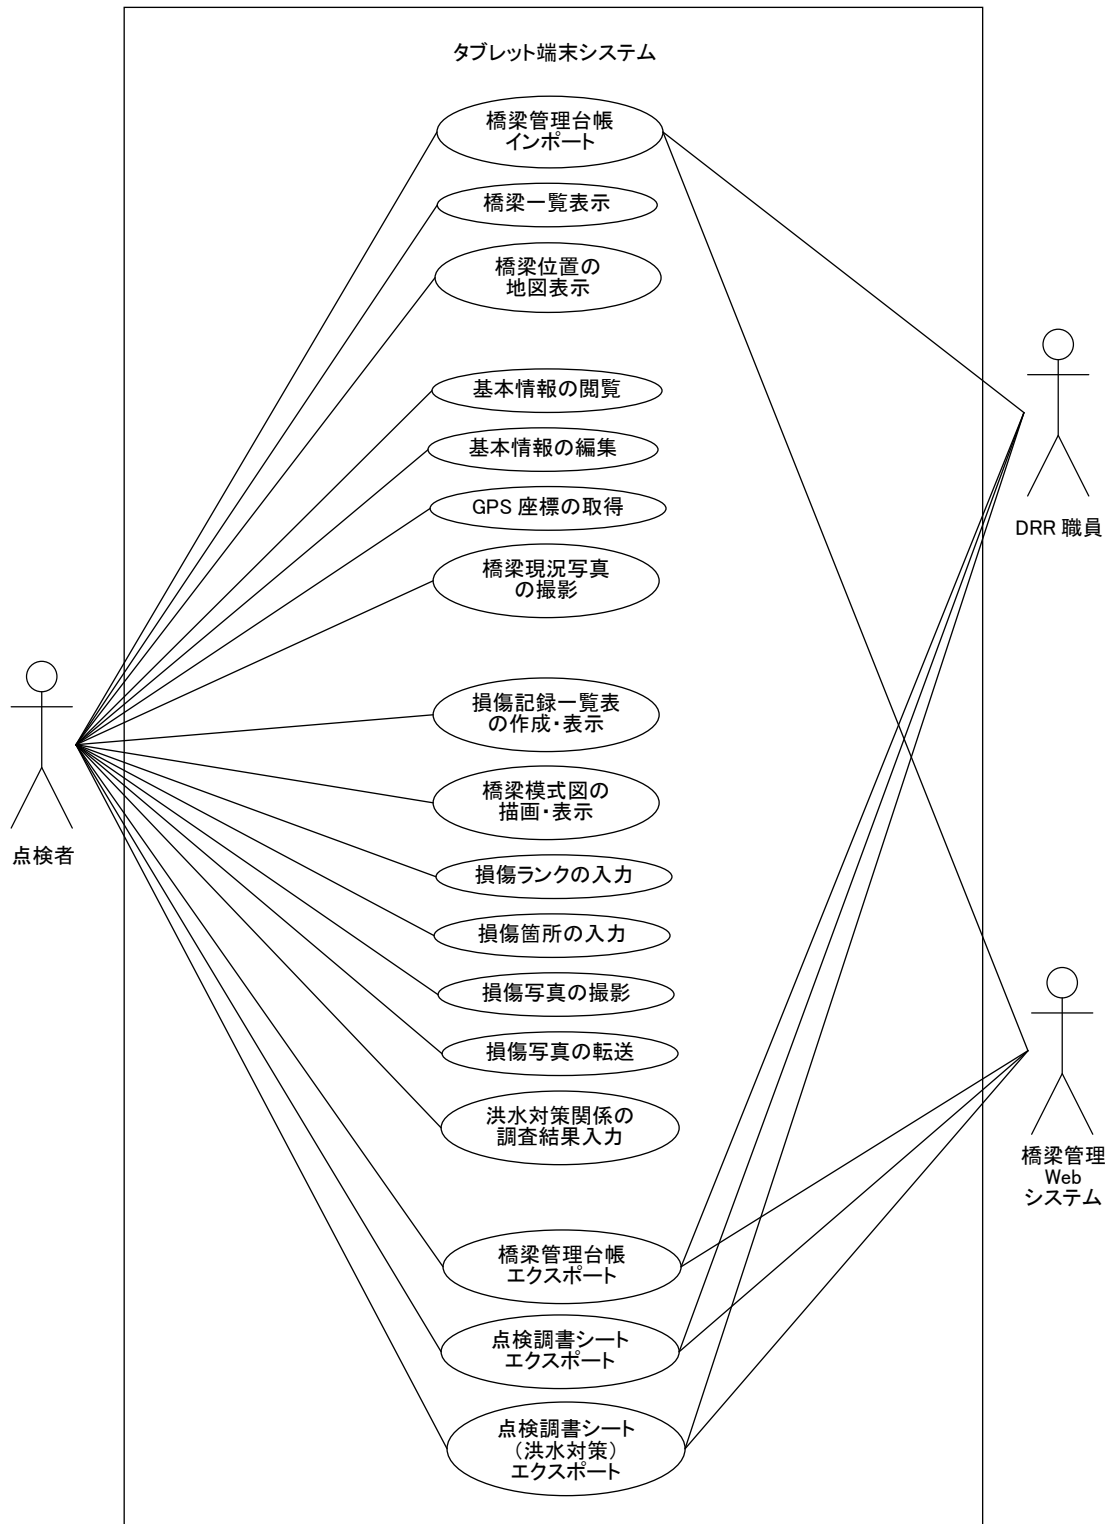 タブレット端末システム
橋梁管理台帳
インポート
橋梁一覧表示
橋梁位置の
地図表示
基本情報の閲覧
基本情報の編集
GPS 座標の取得
橋梁現況写真
の撮影
DRR 職員
損傷記録一覧表
の作成・表示
橋梁模式図の
描画・表示
点検者
損傷ランクの入力
損傷箇所の入力
損傷写真の撮影
損傷写真の転送
洪水対策関係の
調査結果入力
橋梁管理
Web
システム
橋梁管理台帳
エクスポート
点検調書シート
エクスポート
点検調書シート
（洪水対策）
エクスポート